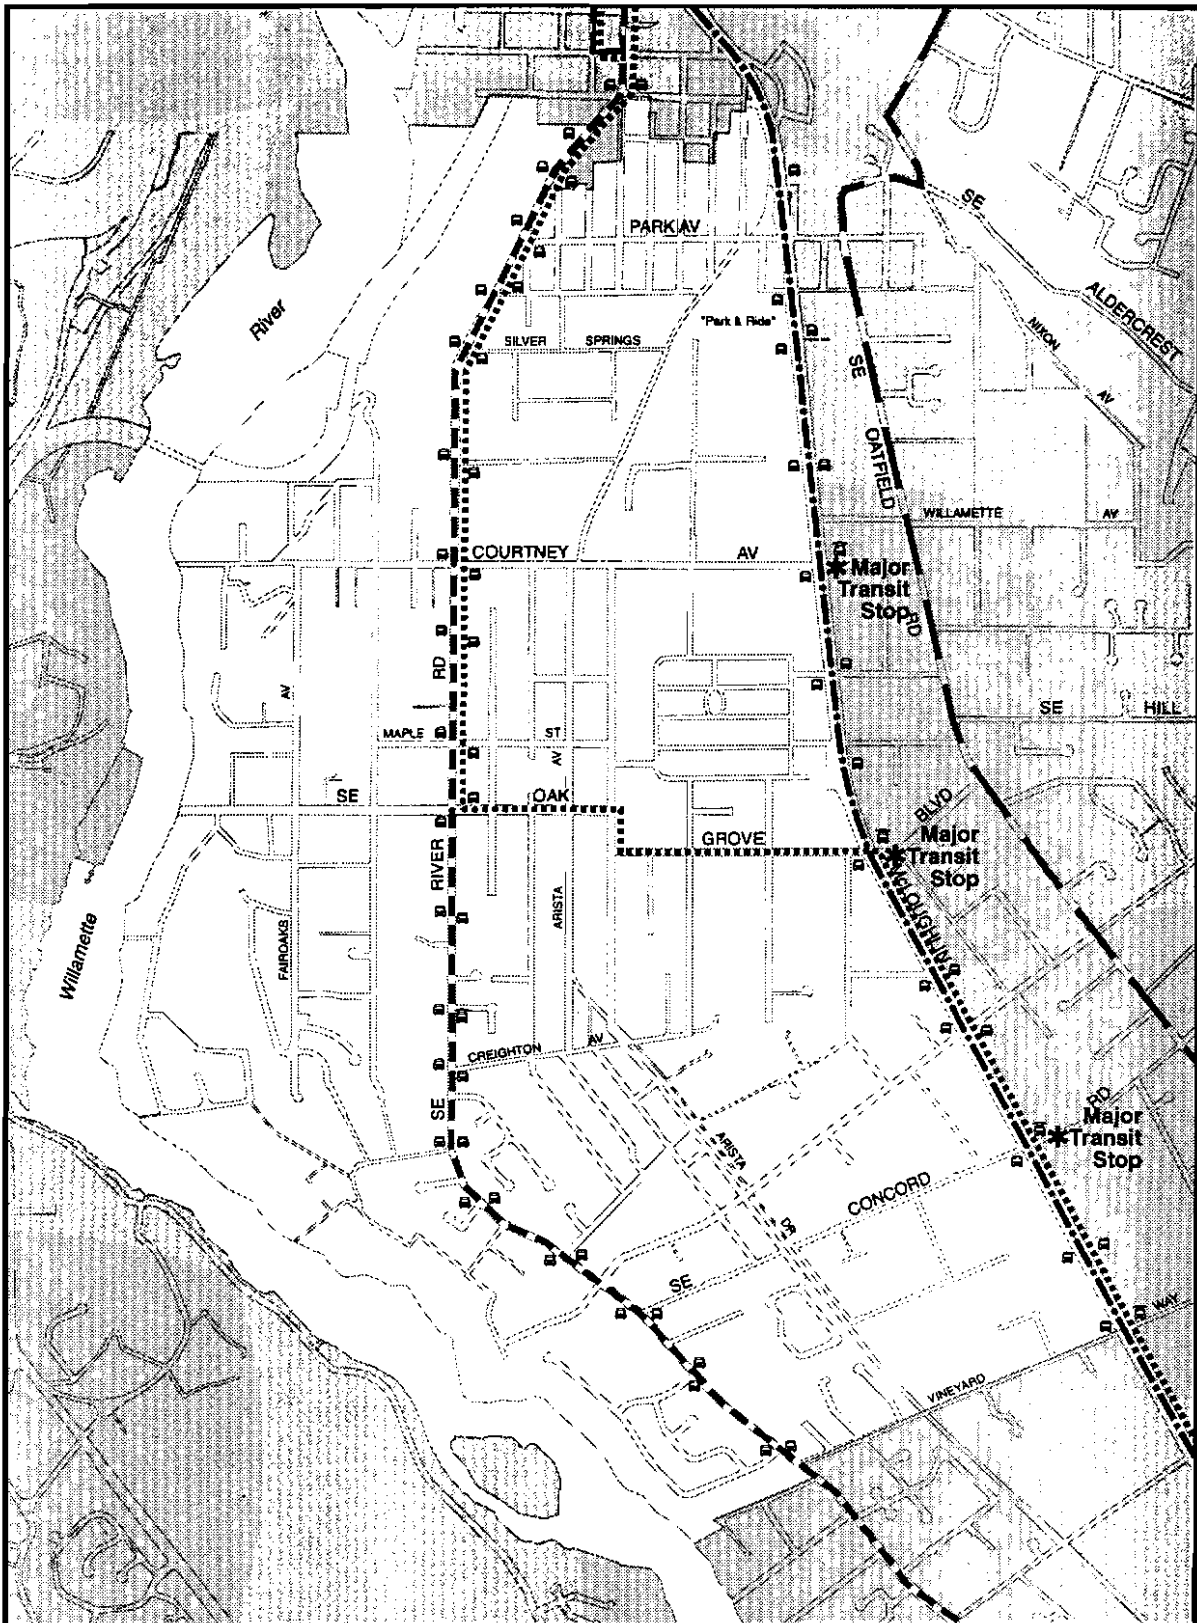 PARK AV
SE
ALDERCREST
River
"Park & Ride"
NIXON
AV
SILVER
SPRINGS
SE
OATFIELD
RD
WILLAMETTE
AV
COURTNEY
AV
Major
Transit
Stop
RD
AV
SE
HILL
MAPLE
ST
AV
SE
OAK
GROVE
BLVD
Major
Transit
Stop
RIVER
MCLOUGHLIN
ARISTA
FAIROAKS
Willamette
CREIGHTON
AV
SE
RD
Major
Transit
Stop
ARISTA
DR
CONCORD
SE
WAY
VINEYARD